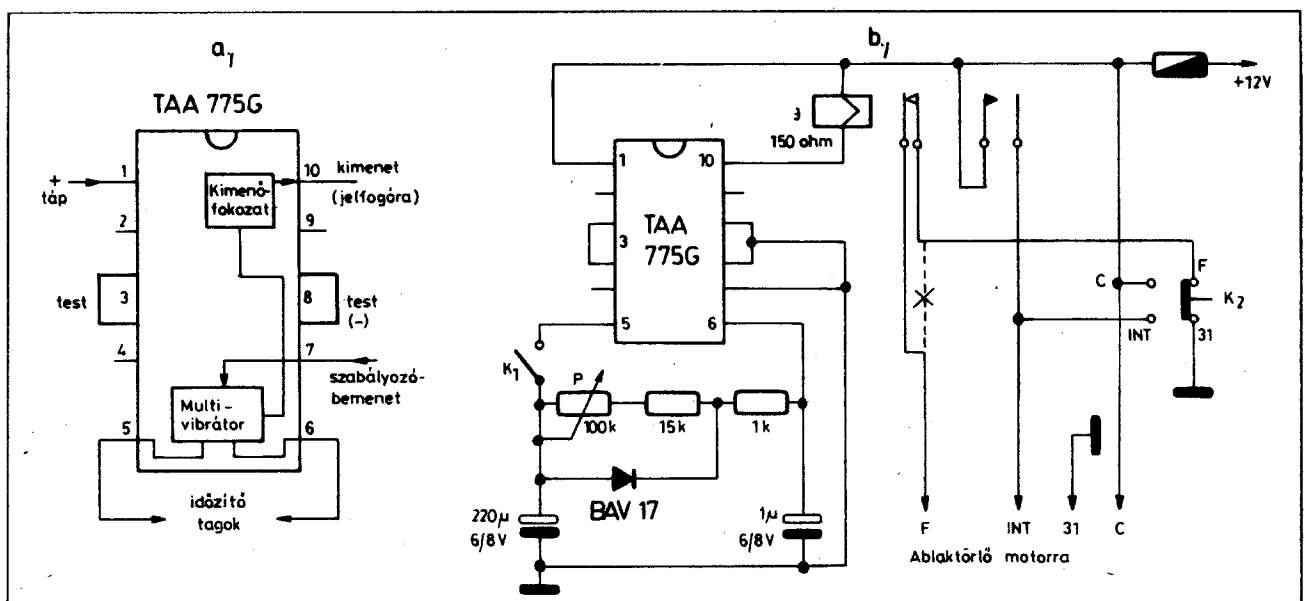 a,
TAA 775G
1
+
táp
2
test
3
4
5
10
kimenet
(jelfogóra)
Kimenő-
fokozat
9
8
test
(-)
7
szabályozó-
bemenet
Multi-
vibrátor
6
időzítő
tagok
b,
+12V
150 ohm
1
10
TAA
775G
3
5
6
K1
P
100k
15k
1k
BAV 17
220µ
6/8V
1µ
6/8V
F
C
K2
INT
31
F
INT
31
C
Ablaktörlő motorra